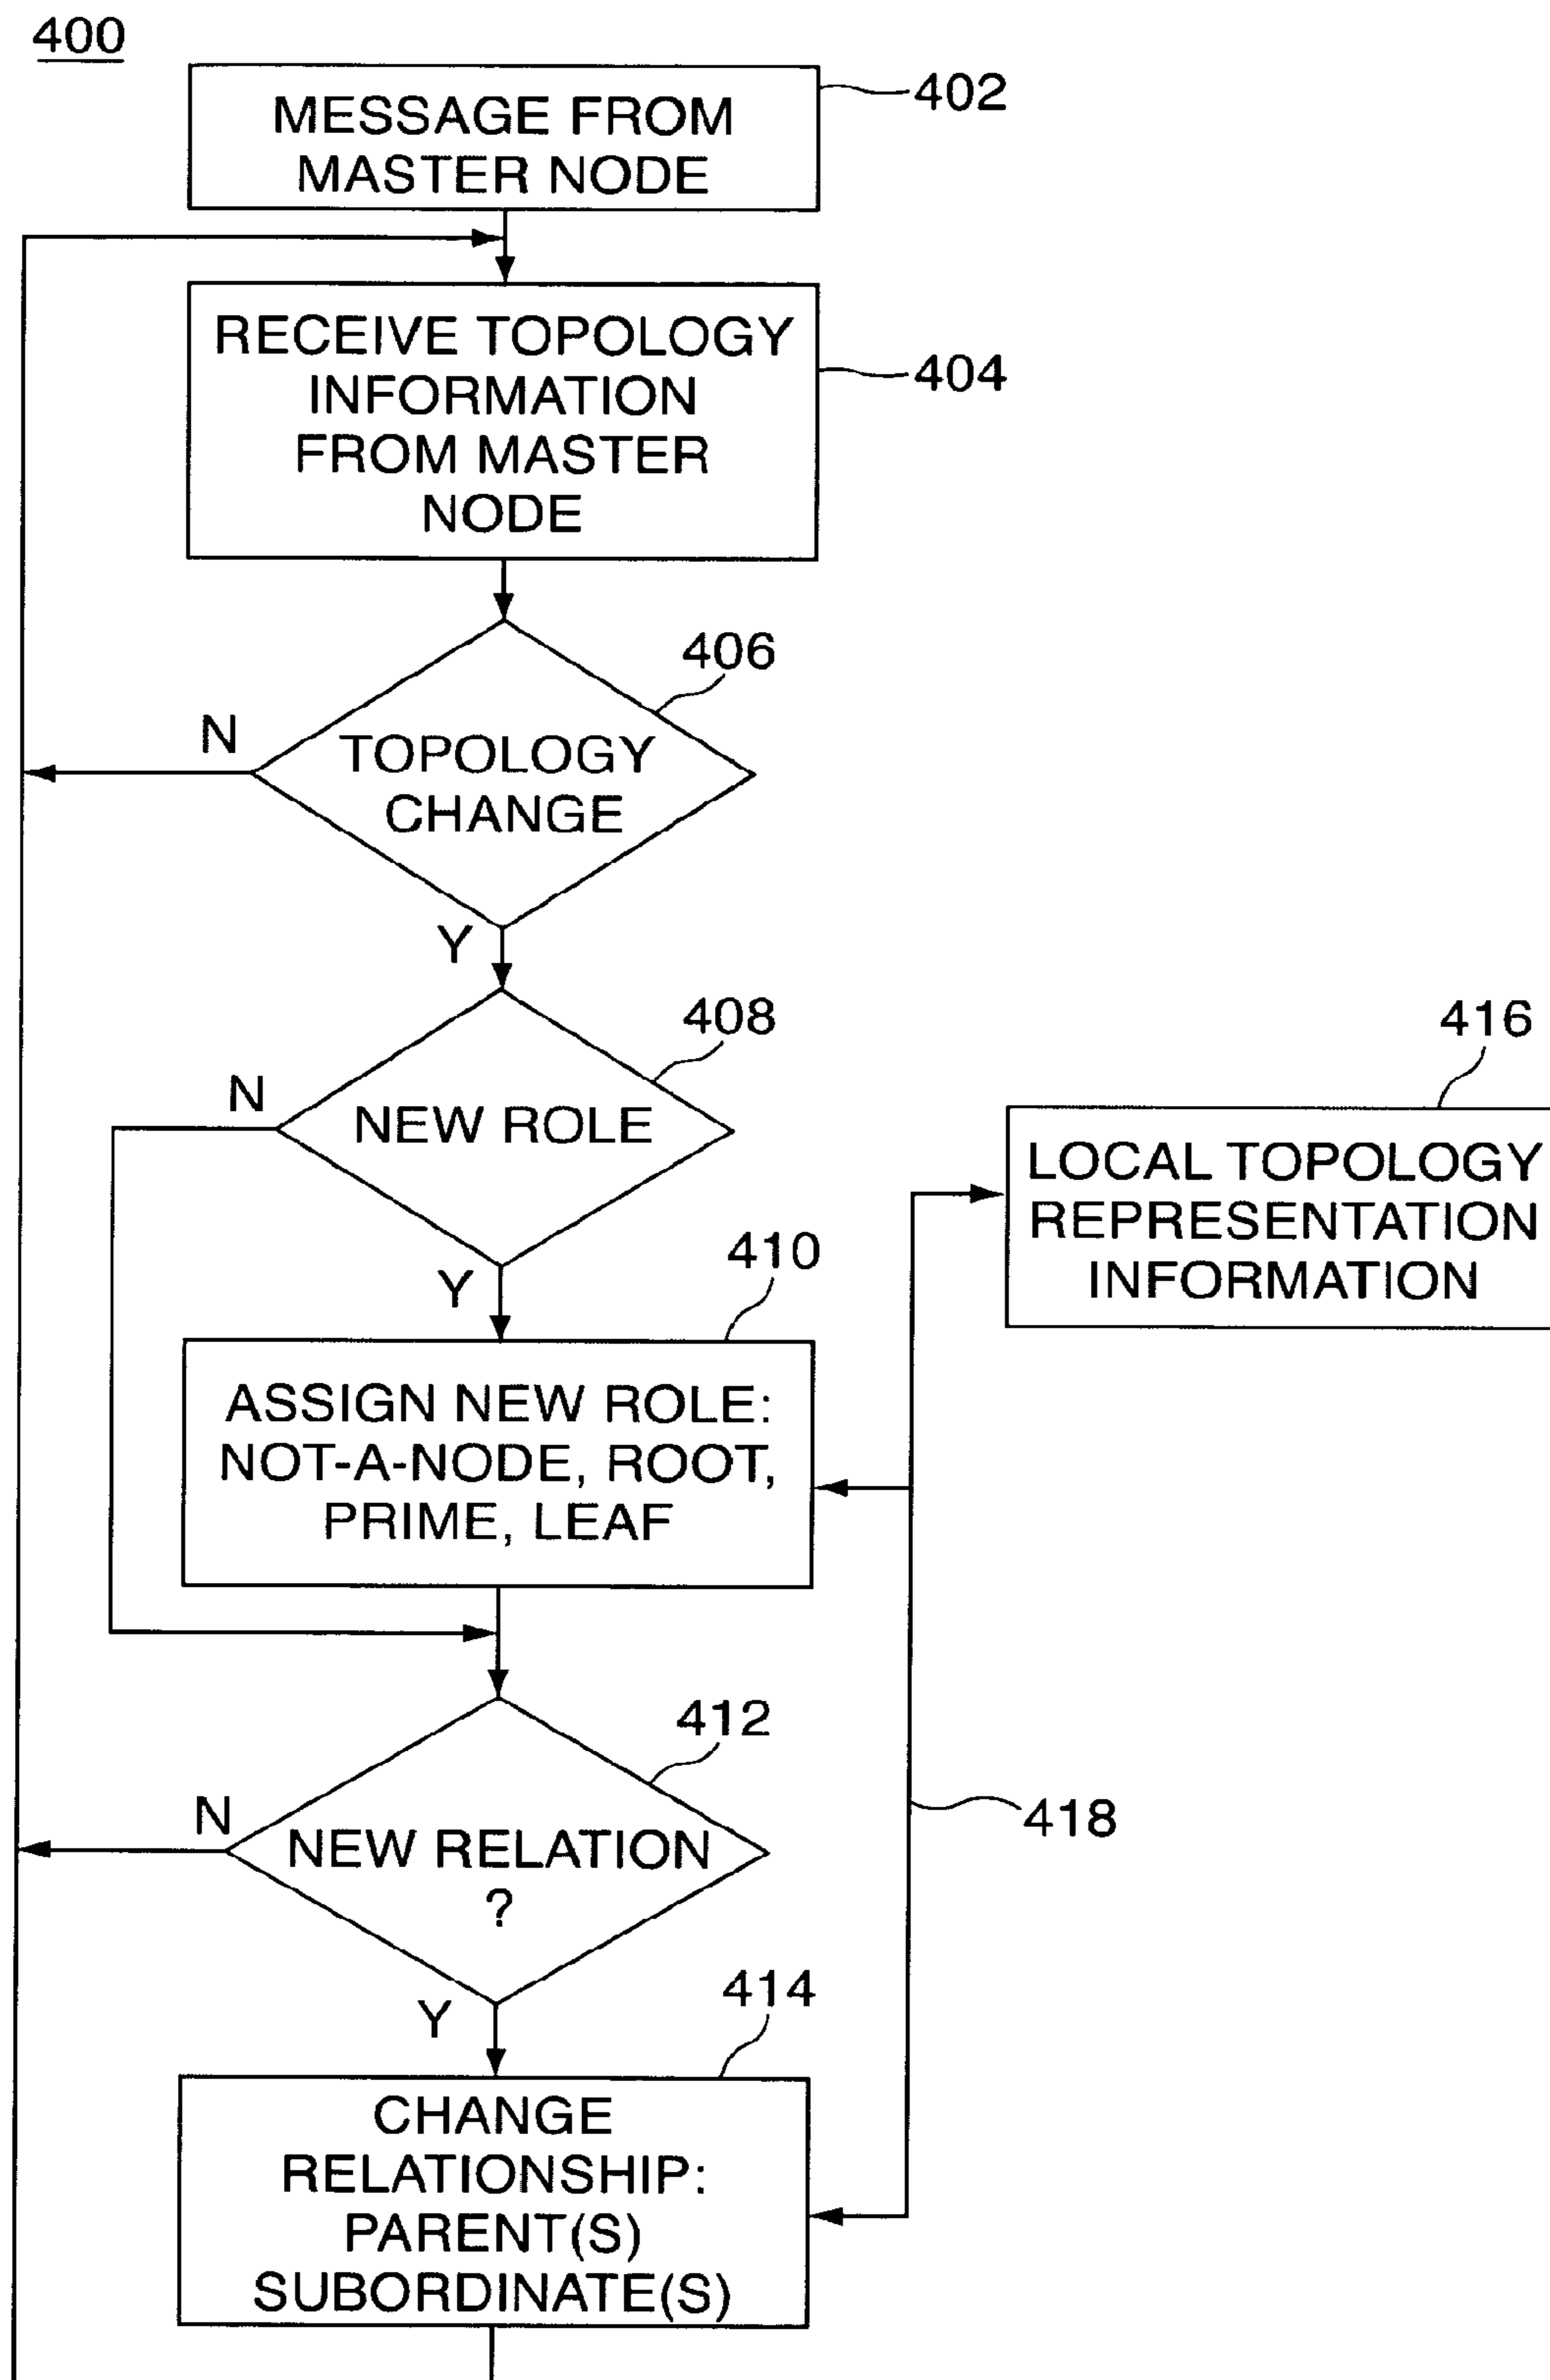 400
MESSAGE FROM
MASTER NODE
402
RECEIVE TOPOLOGY
INFORMATION
FROM MASTER
NODE
404
406
N
TOPOLOGY
CHANGE
Y
408
N
NEW ROLE
416
LOCAL TOPOLOGY
REPRESENTATION
INFORMATION
Y
410
ASSIGN NEW ROLE:
NOT-A-NODE, ROOT,
PRIME, LEAF
412
N
NEW RELATION
?
418
Y
414
CHANGE
RELATIONSHIP:
PARENT(S)
SUBORDINATE(S)